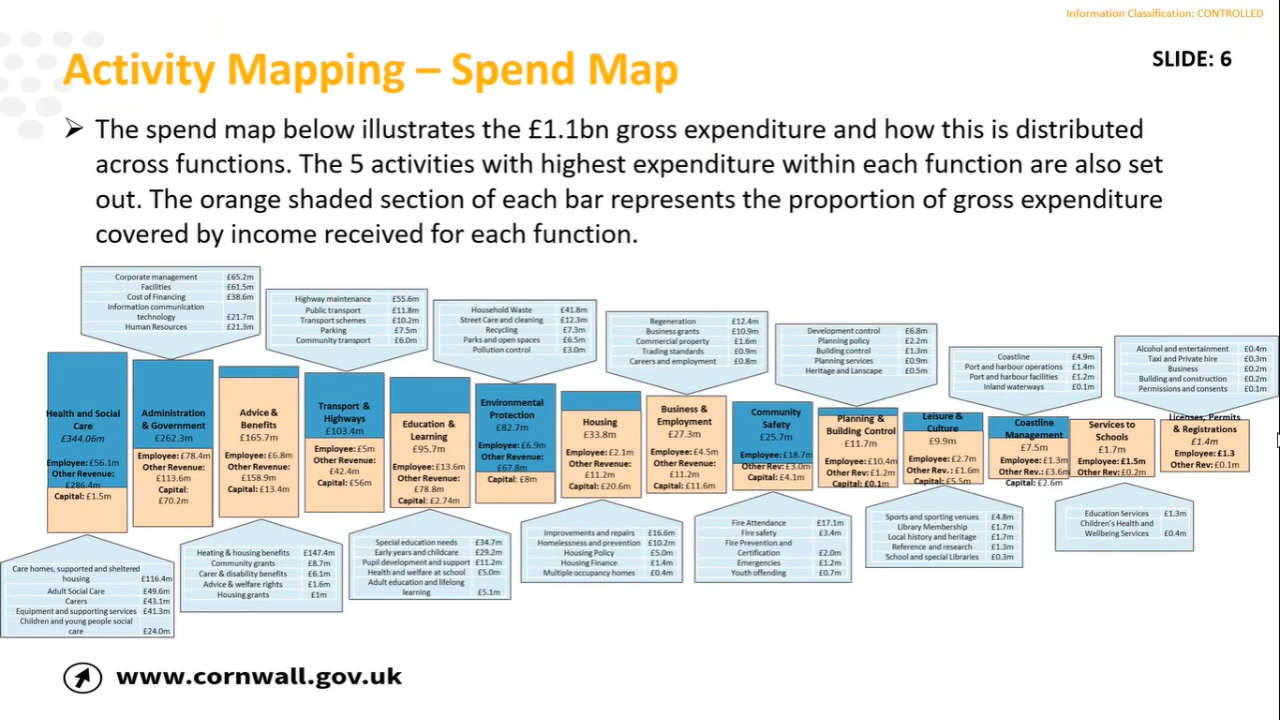 Information Classification: CONTROLLED
Activity Mapping – Spend Map
SLIDE: 6
➢ The spend map below illustrates the £1.1bn gross expenditure and how this is distributed
across functions. The 5 activities with highest expenditure within each function are also set
out. The orange shaded section of each bar represents the proportion of gross expenditure
covered by income received for each function.
Corporate management £65.2m
Facilities £61.5m
Cost of Financing £38.6m
Information communication
technology £21.7m
Human Resources £21.3m
Highway maintenance £55.6m
Public transport £11.8m
Transport schemes £10.2m
Parking £7.5m
Community transport £6.0m
Household Waste £41.8m
Street Care and cleaning £12.3m
Recycling £7.3m
Parks and open spaces £6.5m
Pollution control £3.0m
Regeneration £12.4m
Business grants £10.9m
Commercial property £1.6m
Trading standards £0.9m
Careers and employment £0.8m
Development control £6.8m
Planning policy £2.2m
Building control £1.3m
Planning services £0.9m
Heritage and Lanscape £0.5m
Coastline £4.9m
Port and harbour operations £1.4m
Port and harbour facilities £1.2m
Inland waterways £0.1m
Alcohol and entertainment £0.4m
Taxi and Private hire £0.3m
Business £0.2m
Building and construction £0.2m
Permissions and consents £0.1m
Health and Social
Care
£344.06m
Employee: £56.1m
Other Revenue:
£286.4m
Capital: £1.5m
Administration
& Government
£262.3m
Employee: £78.4m
Other Revenue:
£113.6m
Capital:
£70.2m
Advice &
Benefits
£165.7m
Employee: £6.8m
Other Revenue:
£158.9m
Capital: £13.4m
Transport &
Highways
£103.4m
Employee: £5m
Other Revenue:
£42.4m
Capital: £56m
Education &
Learning
£95.7m
Employee: £13.6m
Other Revenue:
£78.8m
Capital: £2.74m
Environmental
Protection
£82.7m
Employee: £6.9m
Other Revenue:
£67.8m
Capital: £8m
Housing
£33.8m
Employee: £2.1m
Other Revenue:
£11.2m
Capital: £20.6m
Business &
Employment
£27.3m
Employee: £4.5m
Other Revenue:
£11.2m
Capital: £11.6m
Community
Safety
£25.7m
Employee: £18.7m
Other Rev.: £3.0m
Capital: £4.1m
Planning &
Building Control
£11.7m
Employee: £10.4m
Other Rev.: £1.2m
Capital: £0.1m
Leisure &
Culture
£9.9m
Employee: £2.7m
Other Rev. : £1.6m
Capital: £5.5m
Coastline
Management
£7.5m
Employee: £1.3m
Other Rev.: £3.6m
Capital: £2.6m
Services to
Schools
£1.7m
Employee: £1.5m
Other Rev.: £0.2m
Licenses, Permits
& Registrations
£1.4m
Employee: £1.3
Other Rev: £0.1m
Care homes, supported and sheltered
housing £116.4m
Adult Social Care £49.6m
Carers £43.1m
Equipment and supporting services £41.3m
Children and young people social
care £24.0m
Heating & housing benefits £147.4m
Community grants £8.7m
Carer & disability benefits £6.1m
Advice & welfare rights £1.6m
Housing grants £1m
Special education needs £34.7m
Early years and childcare £29.2m
Pupil development and support £11.2m
Health and welfare at school £5.0m
Adult education and lifelong
learning £5.1m
Improvements and repairs £16.6m
Homelessness and prevention £10.2m
Housing Policy £5.0m
Housing Finance £1.4m
Multiple occupancy homes £0.4m
Fire Attendance £17.1m
Fire safety £3.4m
Fire Prevention and
Certification £2.0m
Emergencies £1.2m
Youth offending £0.7m
Sports and sporting venues £4.8m
Library Membership £1.7m
Local history and heritage £1.7m
Reference and research £1.3m
School and special Libraries £0.3m
Education Services £1.3m
Children's Health and
Wellbeing Services £0.4m
www.cornwall.gov.uk